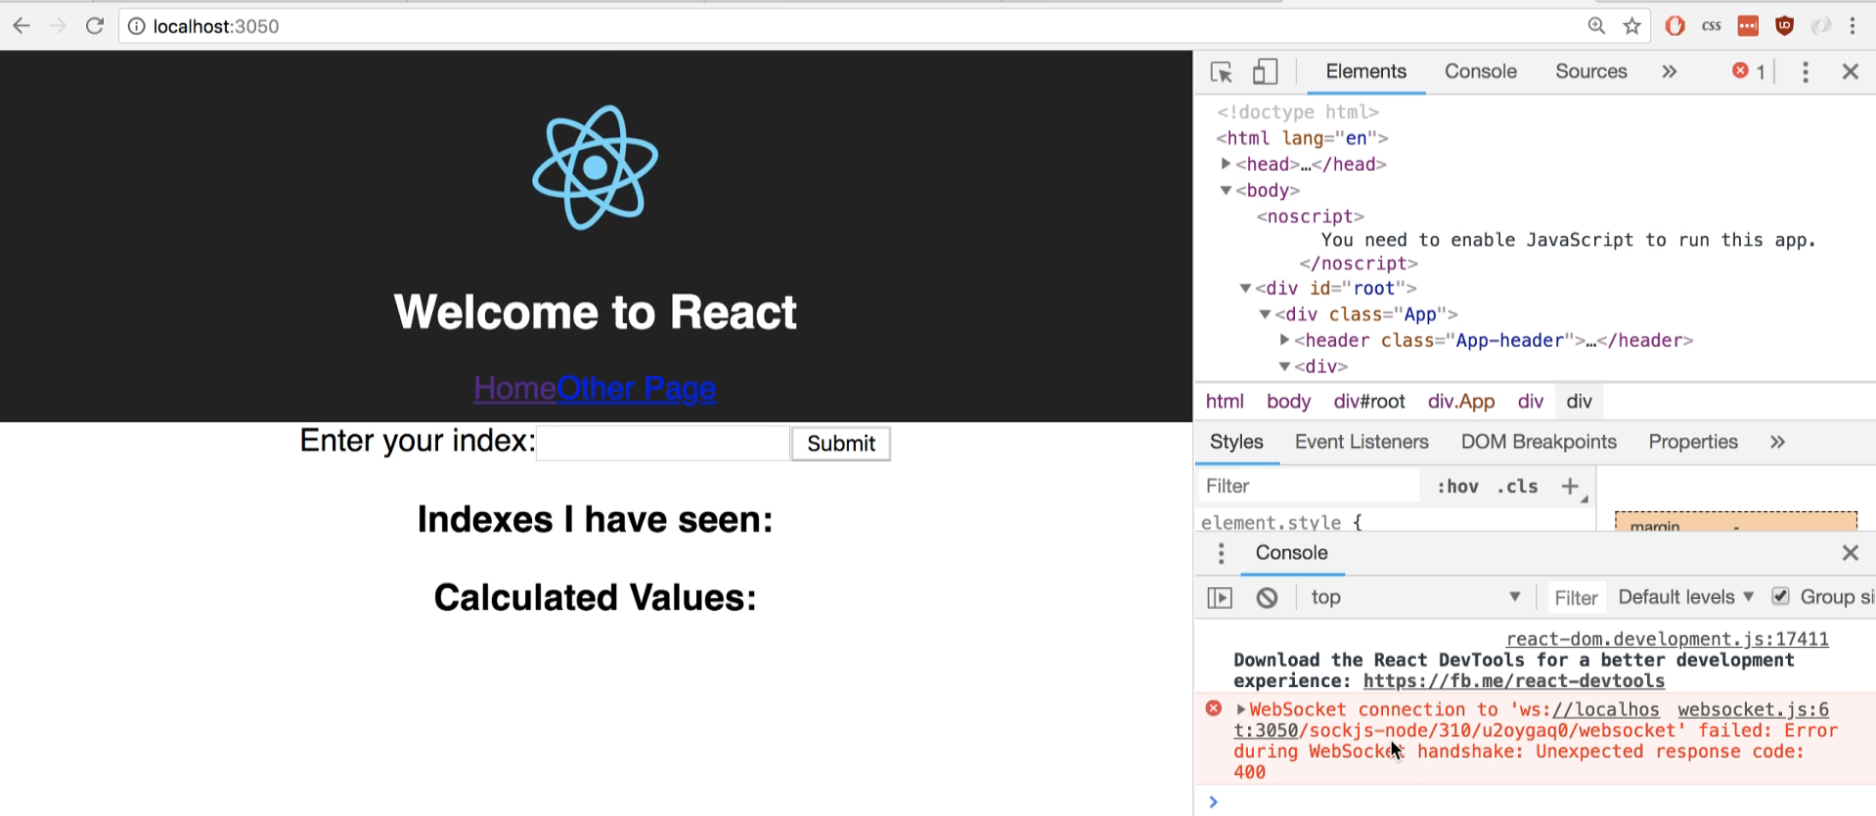 localhost:3050
css
Welcome to React
HomeOther Page
Enter your index:
Submit
Indexes I have seen:
Calculated Values:
Elements Console Sources » 1
<!doctype html>
<html lang="en">
<head>…</head>
<body>
<noscript>
You need to enable JavaScript to run this app.
</noscript>
<div id="root">
<div class="App">
<header class="App-header">…</header>
<div>
html body div#root div.App div div
Styles Event Listeners DOM Breakpoints Properties »
Filter :hov .cls +
element.style {
margin -
Console
top Filter Default levels Group si
react-dom.development.js:17411
Download the React DevTools for a better development
experience: https://fb.me/react-devtools
WebSocket connection to 'ws://localhos websocket.js:6
t:3050/sockjs-node/310/u2oygaq0/websocket' failed: Error
during WebSocket handshake: Unexpected response code:
400